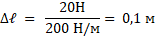 Δℓ = 20Н / 200 Н/м = 0,1 м